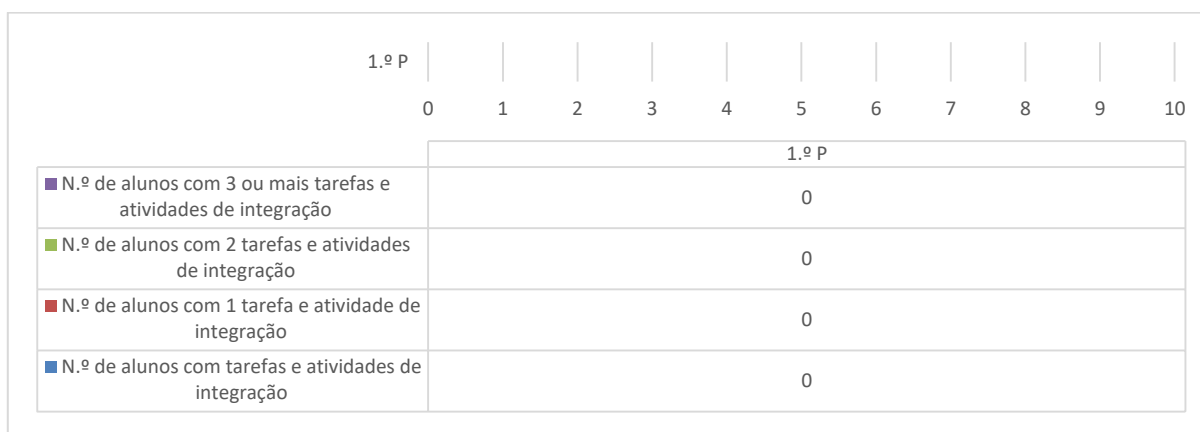 1.º P
0 1 2 3 4 5 6 7 8 9 10
1.º P
N.º de alunos com 3 ou mais tarefas e
atividades de integração
0
N.º de alunos com 2 tarefas e atividades
de integração
0
N.º de alunos com 1 tarefa e atividade de
integração
0
N.º de alunos com tarefas e atividades de
integração
0